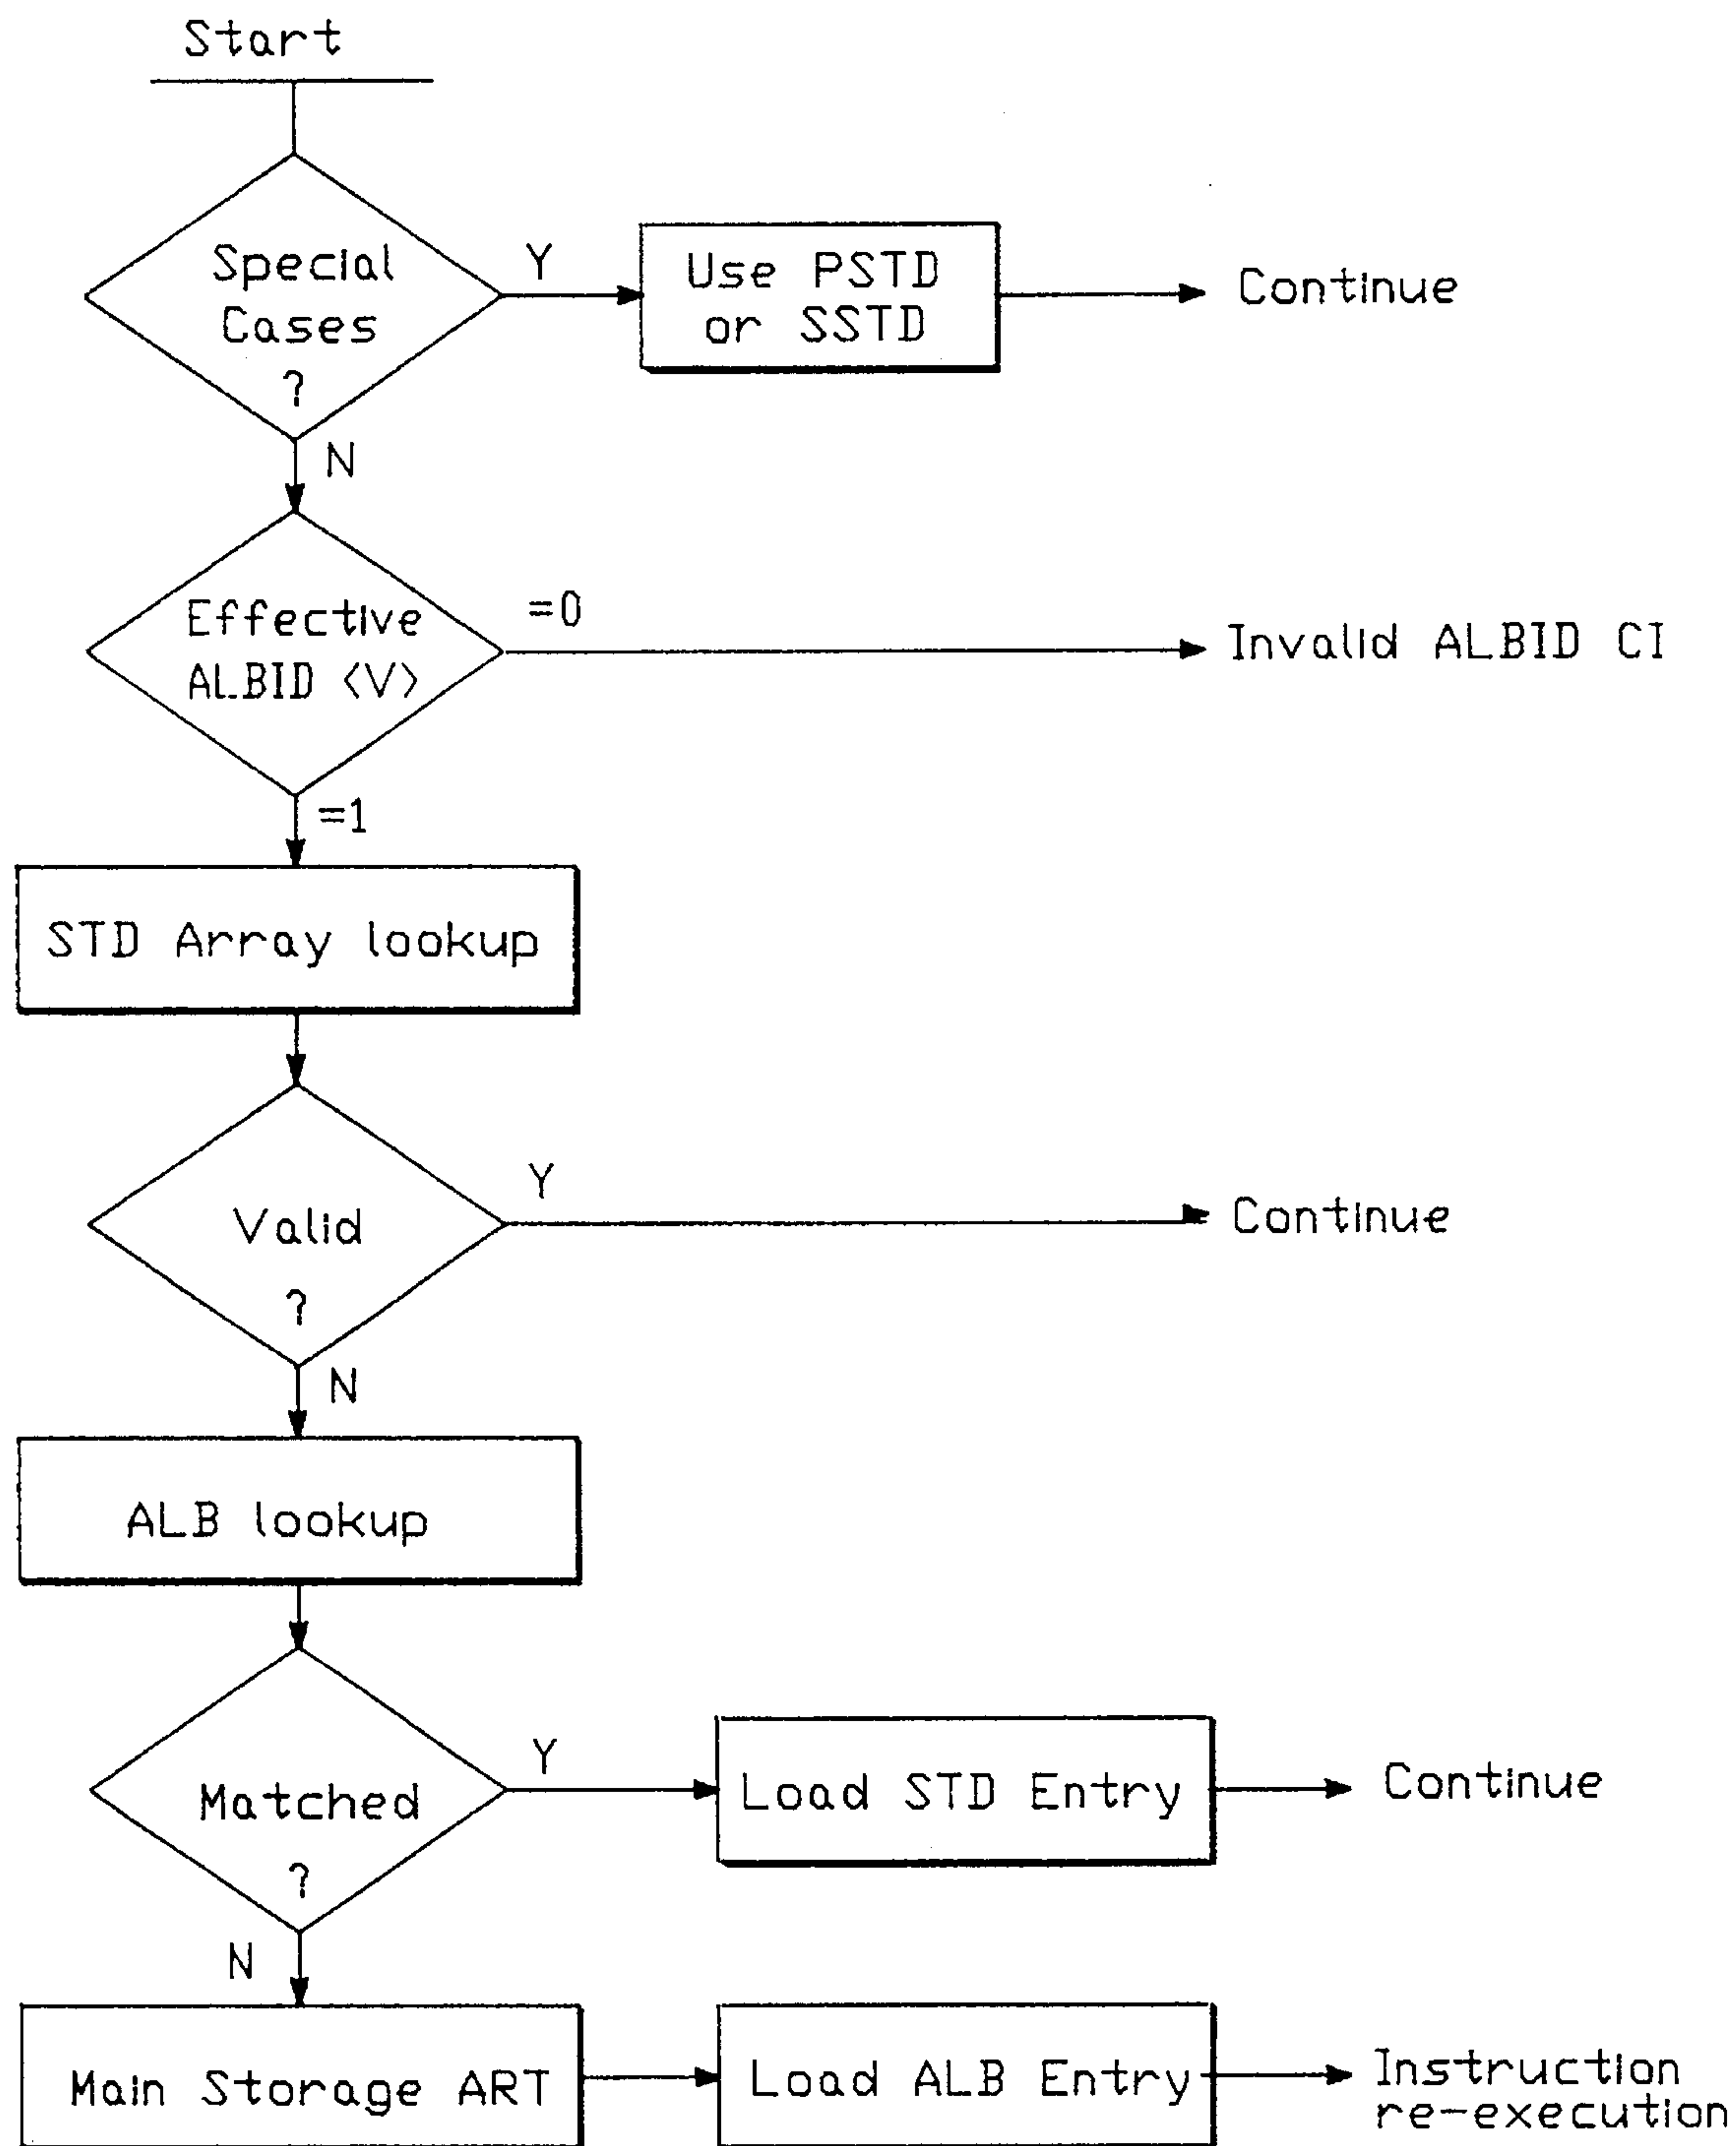 Start
Special
Cases
?
Y
Use PSTD
or SSTD
Continue
N
Effective
ALBID <V>
=0
Invalid ALBID CI
=1
STD Array lookup
Valid
?
Y
Continue
N
ALB lookup
Matched
?
Y
Load STD Entry
Continue
N
Main Storage ART
Load ALB Entry
Instruction
re-execution